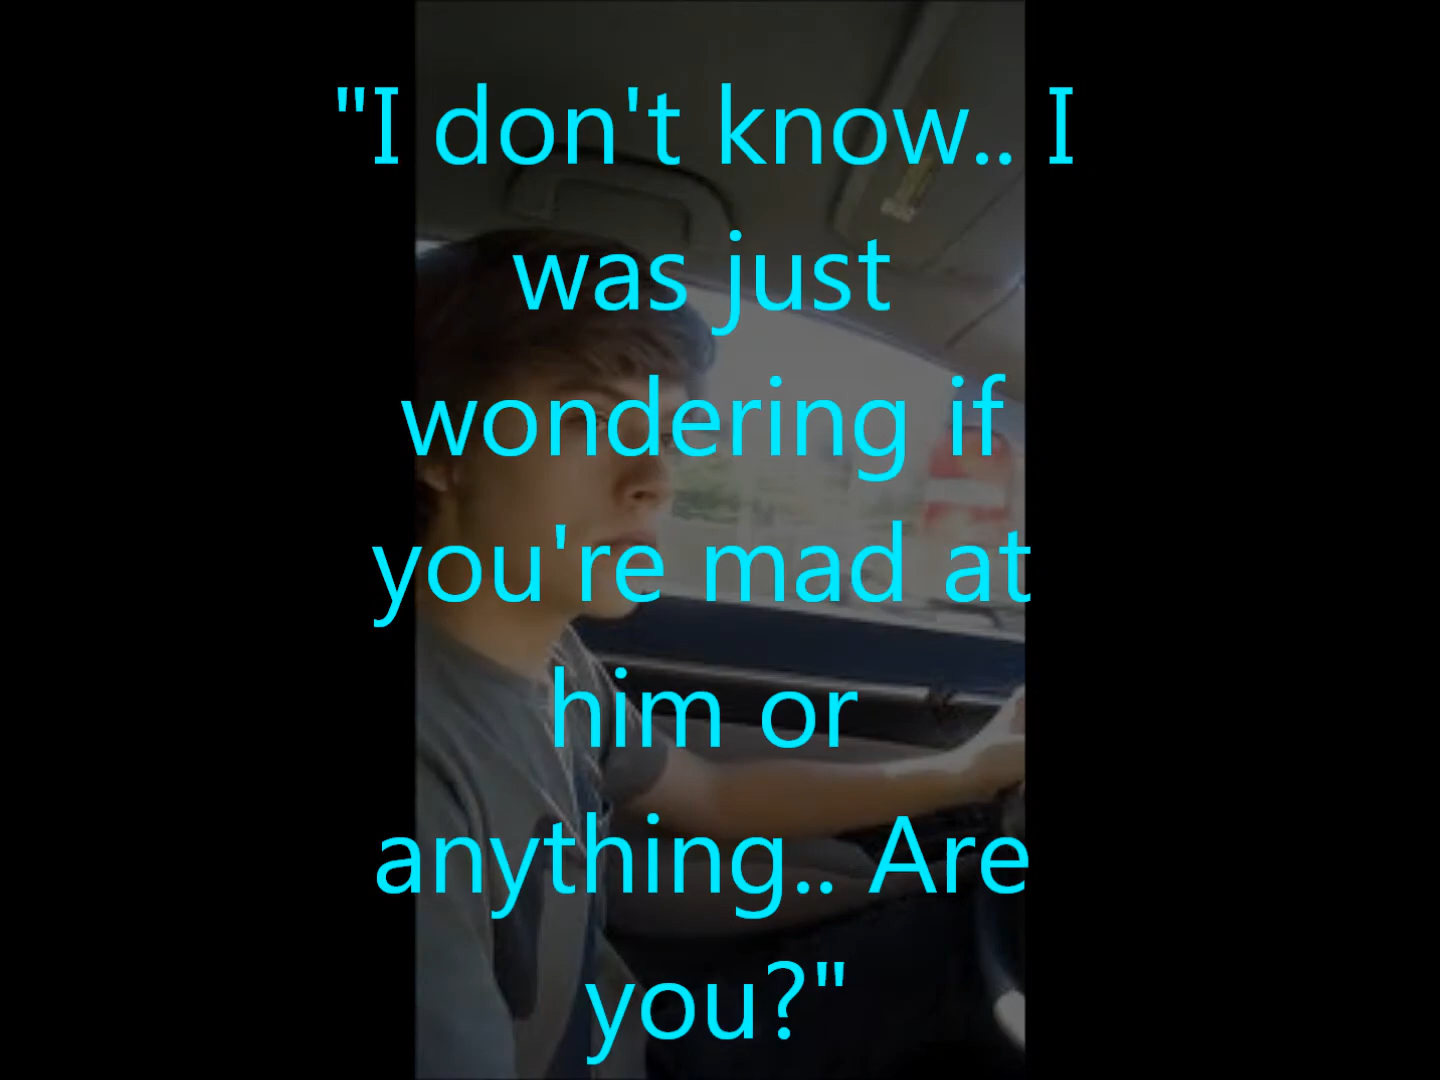 "I don't know.. I
was just
wondering if
you're mad at
him or
anything.. Are
you?"